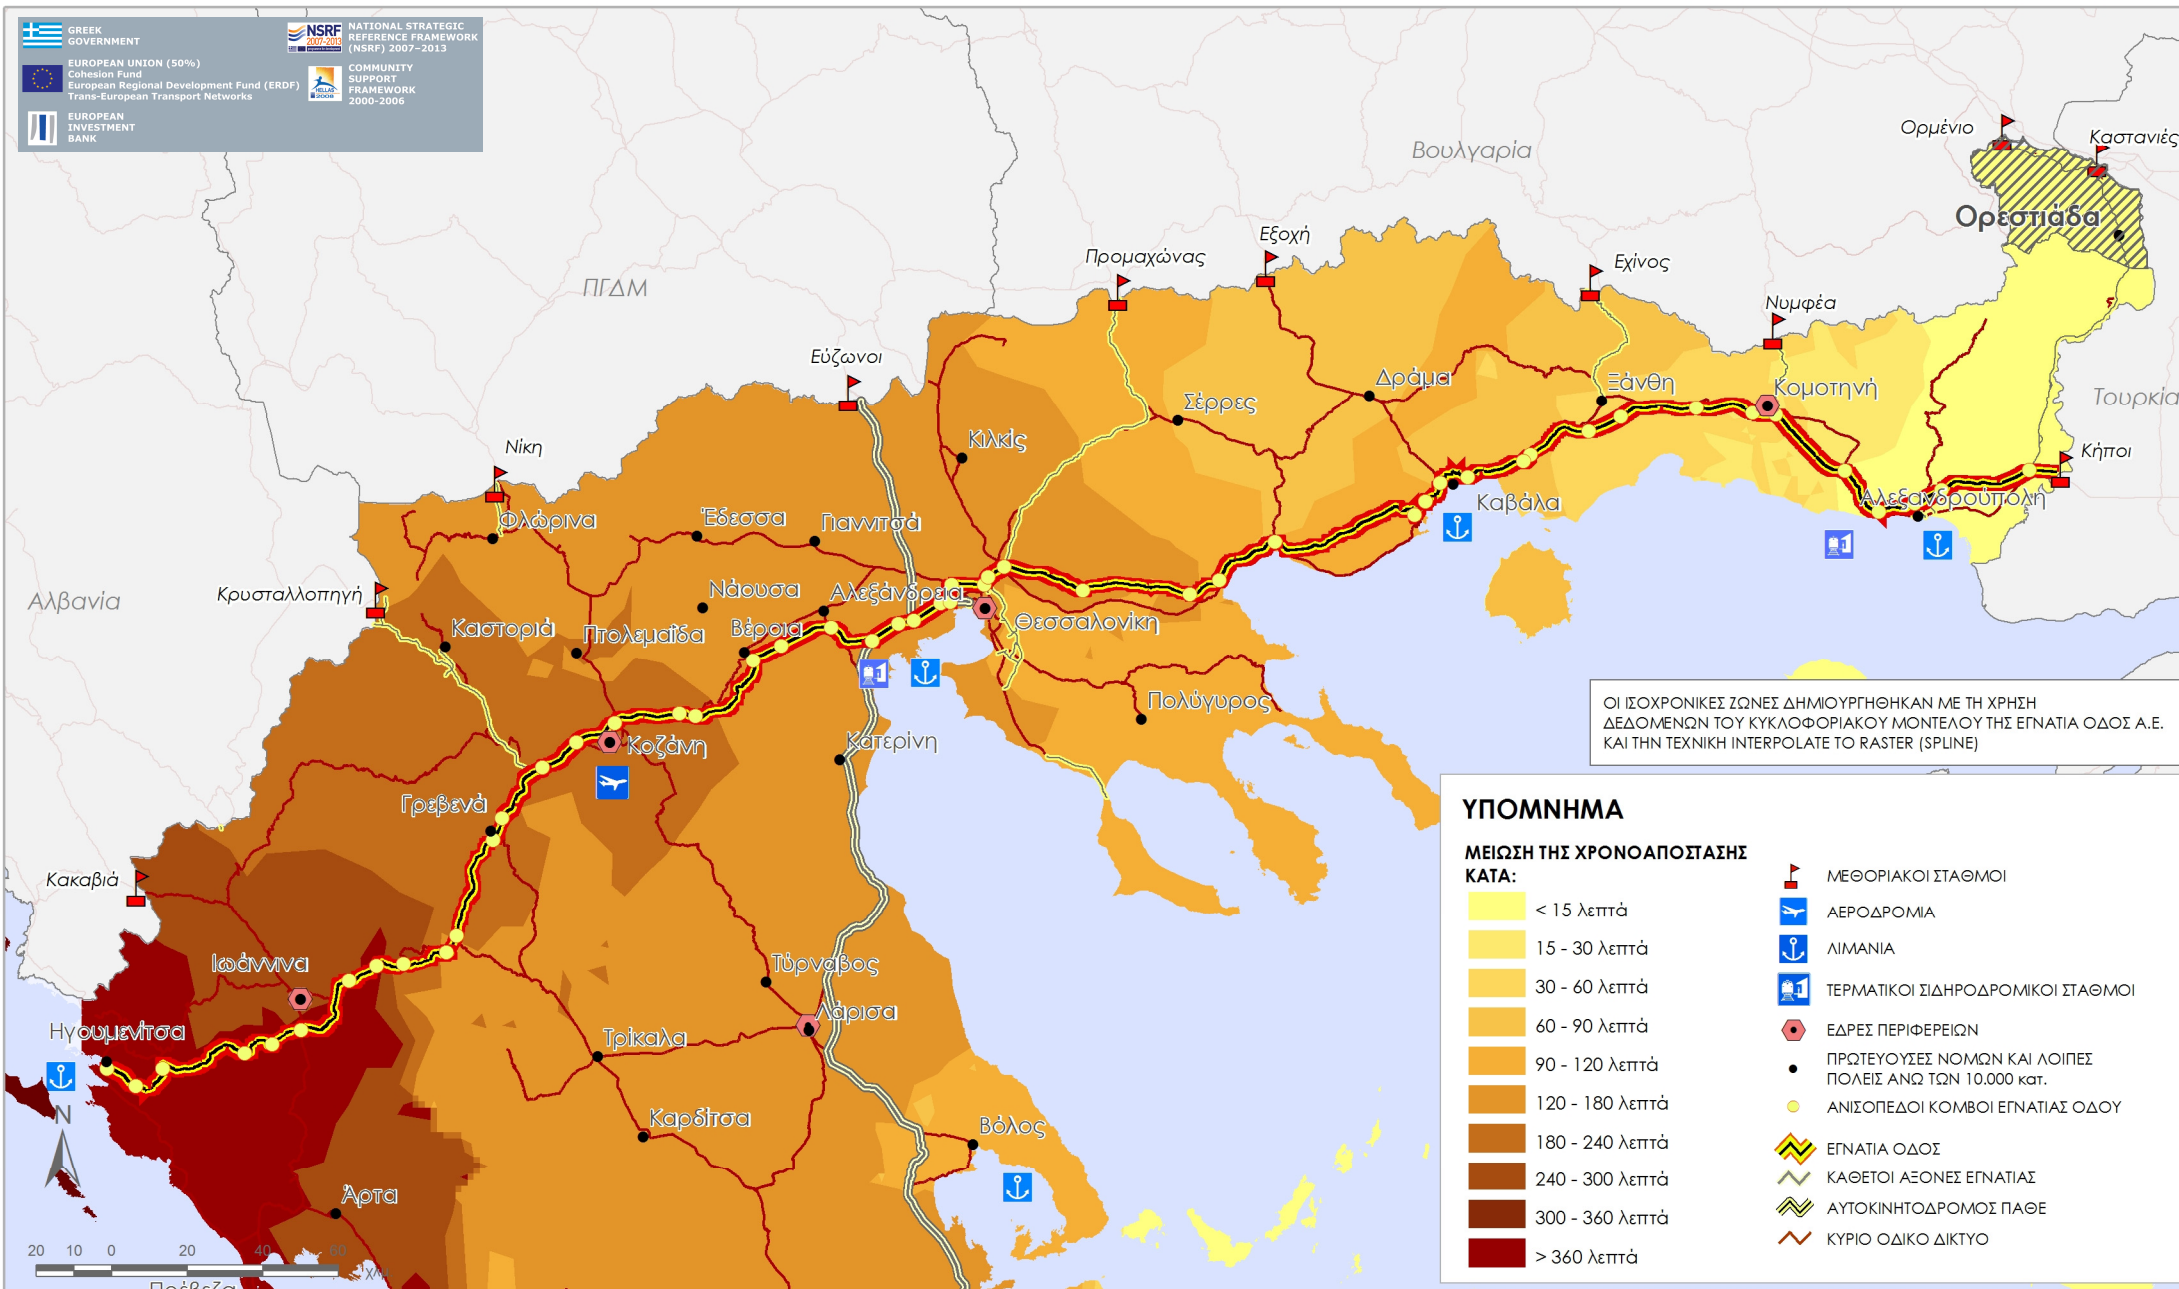 GREEK
GOVERNMENT
NSRF
2007-2013
NATIONAL STRATEGIC
REFERENCE FRAMEWORK
(NSRF) 2007–2013
EUROPEAN UNION (50%)
Cohesion Fund
European Regional Development Fund (ERDF)
Trans-European Transport Networks
HELLAS
COMMUNITY
SUPPORT
FRAMEWORK
2000-2006
EUROPEAN
INVESTMENT
BANK
Ορμένιο
Καστανιές
Βουλγαρία
Ορεστιάδα
Εξοχή
Προμαχώνας
Εχίνος
ΠΓΔΜ
Νυμφέα
Εύζωνοι
Δράμα
Ξάνθη
Κομοτηνή
Τουρκία
Σέρρες
Κιλκίς
Νίκη
Κήποι
Φλώρινα
Έδεσσα
Γιαννιτσά
Καβάλα
Αλεξανδρούπολη
Αλβανία
Κρυσταλλοπηγή
Νάουσα
Αλεξάνδρεια
Καστοριά
Πτολεμαΐδα
Βέροια
Θεσσαλονίκη
Πολύγυρος
Κοζάνη
Κατερίνη
Γρεβενά
Κακαβιά
Ιωάννινα
Τύρναβος
Λάρισα
Ηγουμενίτσα
Τρίκαλα
Καρδίτσα
Βόλος
Άρτα
N
20 10 0 20 40 60
ΟΙ ΙΣΟΧΡΟΝΙΚΕΣ ΖΩΝΕΣ ΔΗΜΙΟΥΡΓΗΘΗΚΑΝ ΜΕ ΤΗ ΧΡΗΣΗ
ΔΕΔΟΜΕΝΩΝ ΤΟΥ ΚΥΚΛΟΦΟΡΙΑΚΟΥ ΜΟΝΤΕΛΟΥ ΤΗΣ ΕΓΝΑΤΙΑ ΟΔΟΣ Α.Ε.
ΚΑΙ ΤΗΝ ΤΕΧΝΙΚΗ INTERPOLATE TO RASTER (SPLINE)
ΥΠΟΜΝΗΜΑ
ΜΕΙΩΣΗ ΤΗΣ ΧΡΟΝΟΑΠΟΣΤΑΣΗΣ
ΚΑΤΑ:
< 15 λεπτά
15 - 30 λεπτά
30 - 60 λεπτά
60 - 90 λεπτά
90 - 120 λεπτά
120 - 180 λεπτά
180 - 240 λεπτά
240 - 300 λεπτά
300 - 360 λεπτά
> 360 λεπτά
ΜΕΘΟΡΙΑΚΟΙ ΣΤΑΘΜΟΙ
ΑΕΡΟΔΡΟΜΙΑ
ΛΙΜΑΝΙΑ
ΤΕΡΜΑΤΙΚΟΙ ΣΙΔΗΡΟΔΡΟΜΙΚΟΙ ΣΤΑΘΜΟΙ
ΕΔΡΕΣ ΠΕΡΙΦΕΡΕΙΩΝ
ΠΡΩΤΕΥΟΥΣΕΣ ΝΟΜΩΝ ΚΑΙ ΛΟΙΠΕΣ
ΠΟΛΕΙΣ ΑΝΩ ΤΩΝ 10.000 κατ.
ΑΝΙΣΟΠΕΔΟΙ ΚΟΜΒΟΙ ΕΓΝΑΤΙΑΣ ΟΔΟΥ
ΕΓΝΑΤΙΑ ΟΔΟΣ
ΚΑΘΕΤΟΙ ΑΞΟΝΕΣ ΕΓΝΑΤΙΑΣ
ΑΥΤΟΚΙΝΗΤΟΔΡΟΜΟΣ ΠΑΘΕ
ΚΥΡΙΟ ΟΔΙΚΟ ΔΙΚΤΥΟ